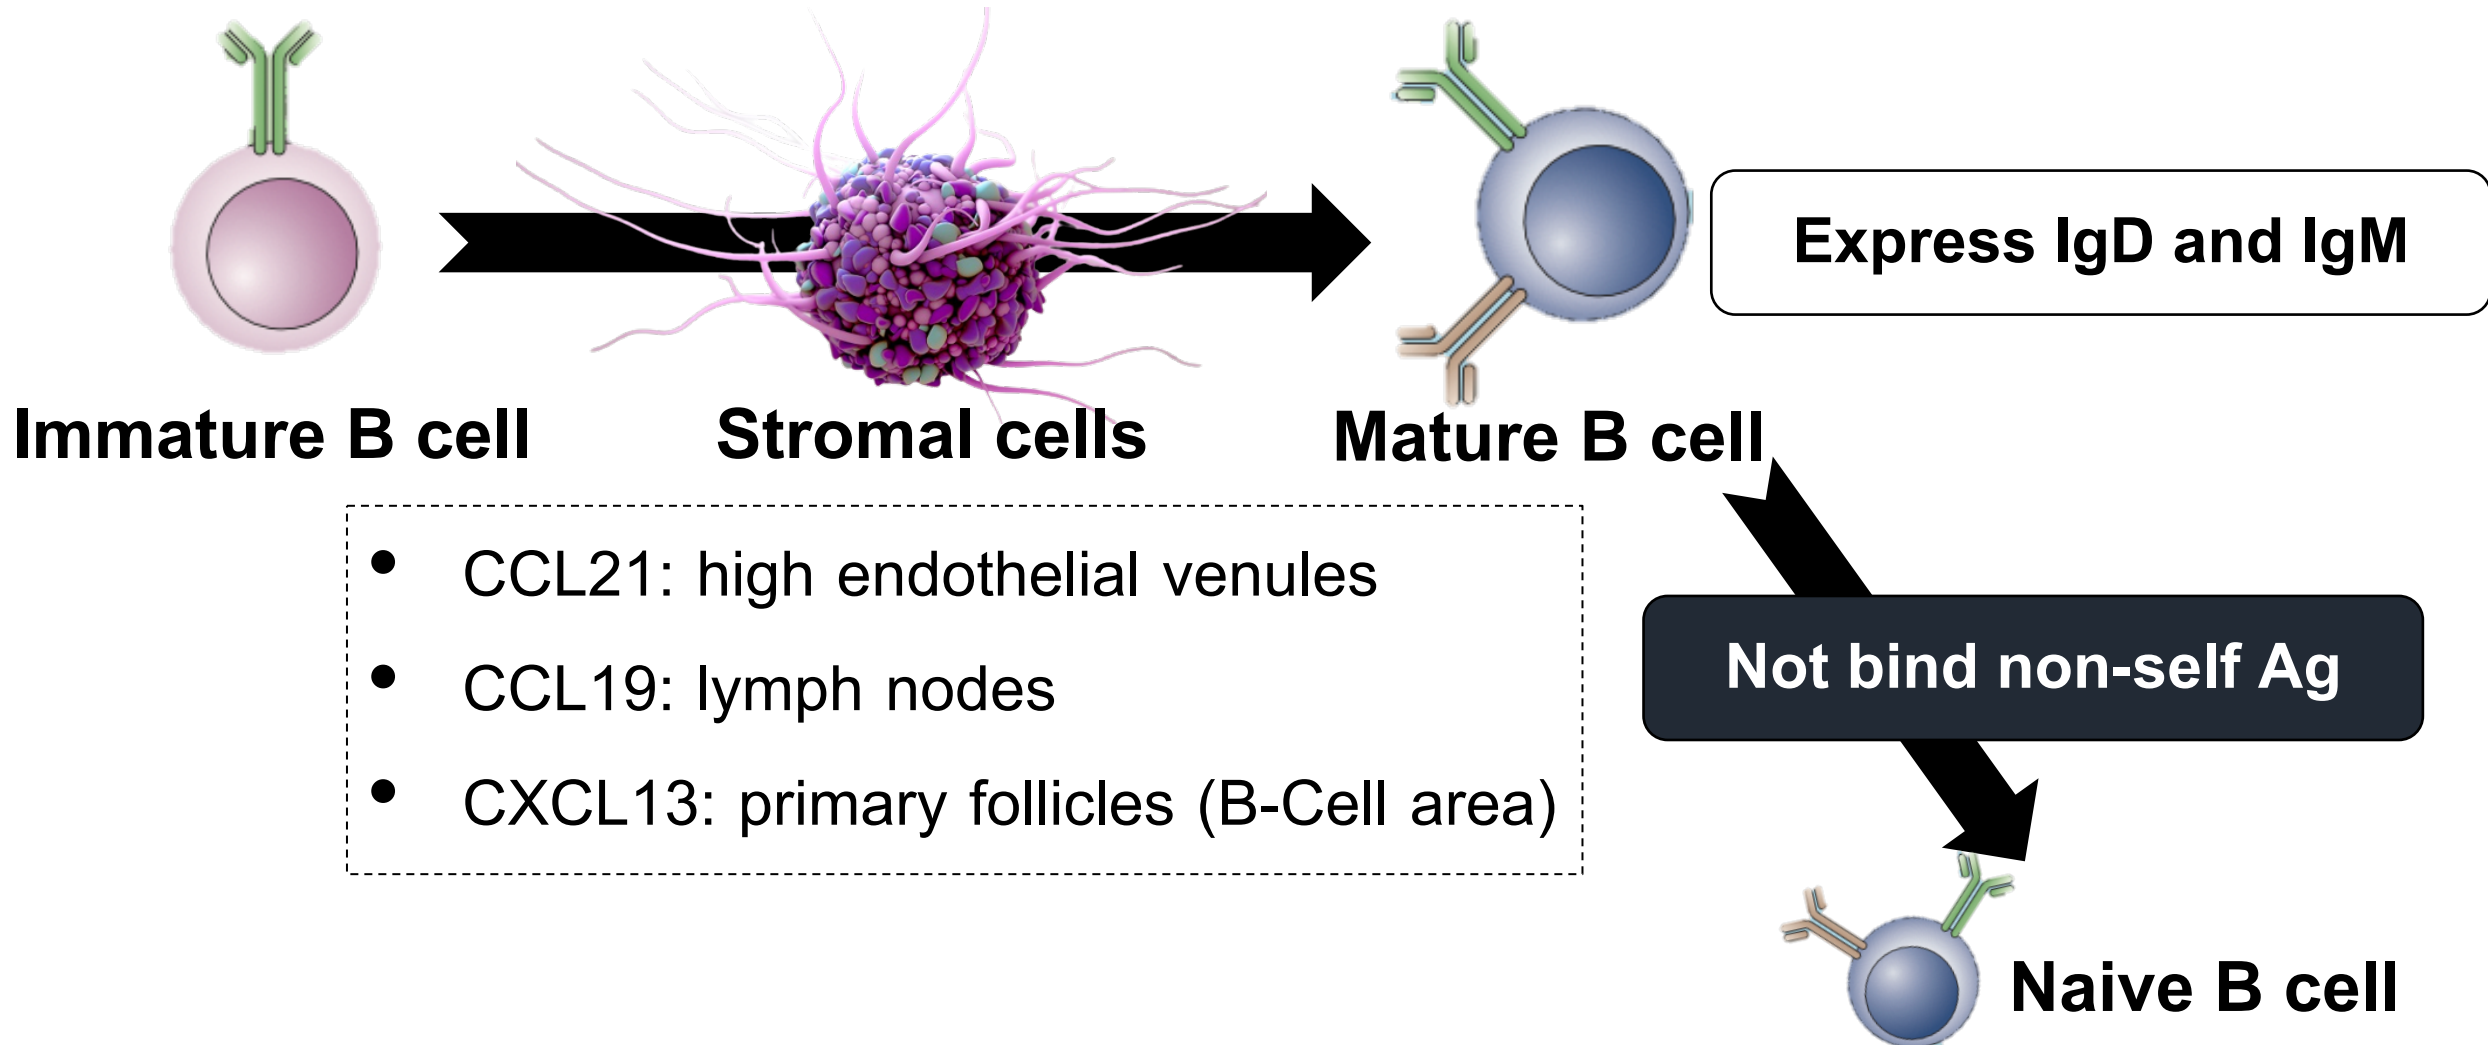 Express IgD and IgM
Immature B cell
Stromal cells
Mature B cell
• CCL21: high endothelial venules
• CCL19: lymph nodes
• CXCL13: primary follicles (B-Cell area)
Not bind non-self Ag
Naive B cell